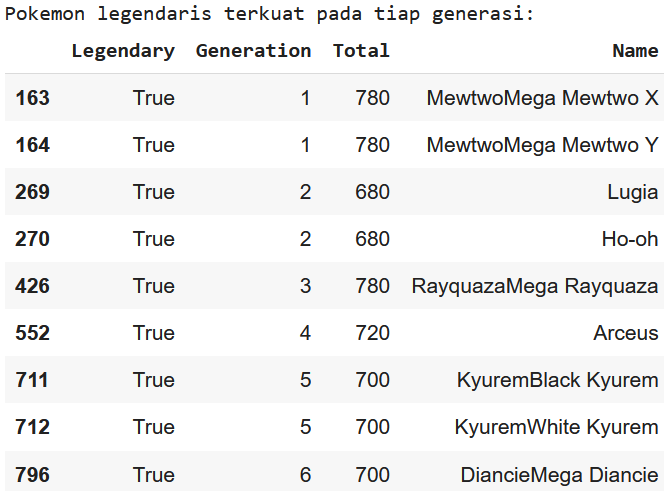 Pokemon legendaris terkuat pada tiap generasi:
Legendary Generation Total Name
163 True 1 780 MewtwoMega Mewtwo X
164 True 1 780 MewtwoMega Mewtwo Y
269 True 2 680 Lugia
270 True 2 680 Ho-oh
426 True 3 780 RayquazaMega Rayquaza
552 True 4 720 Arceus
711 True 5 700 KyuremBlack Kyurem
712 True 5 700 KyuremWhite Kyurem
796 True 6 700 DiancieMega Diancie